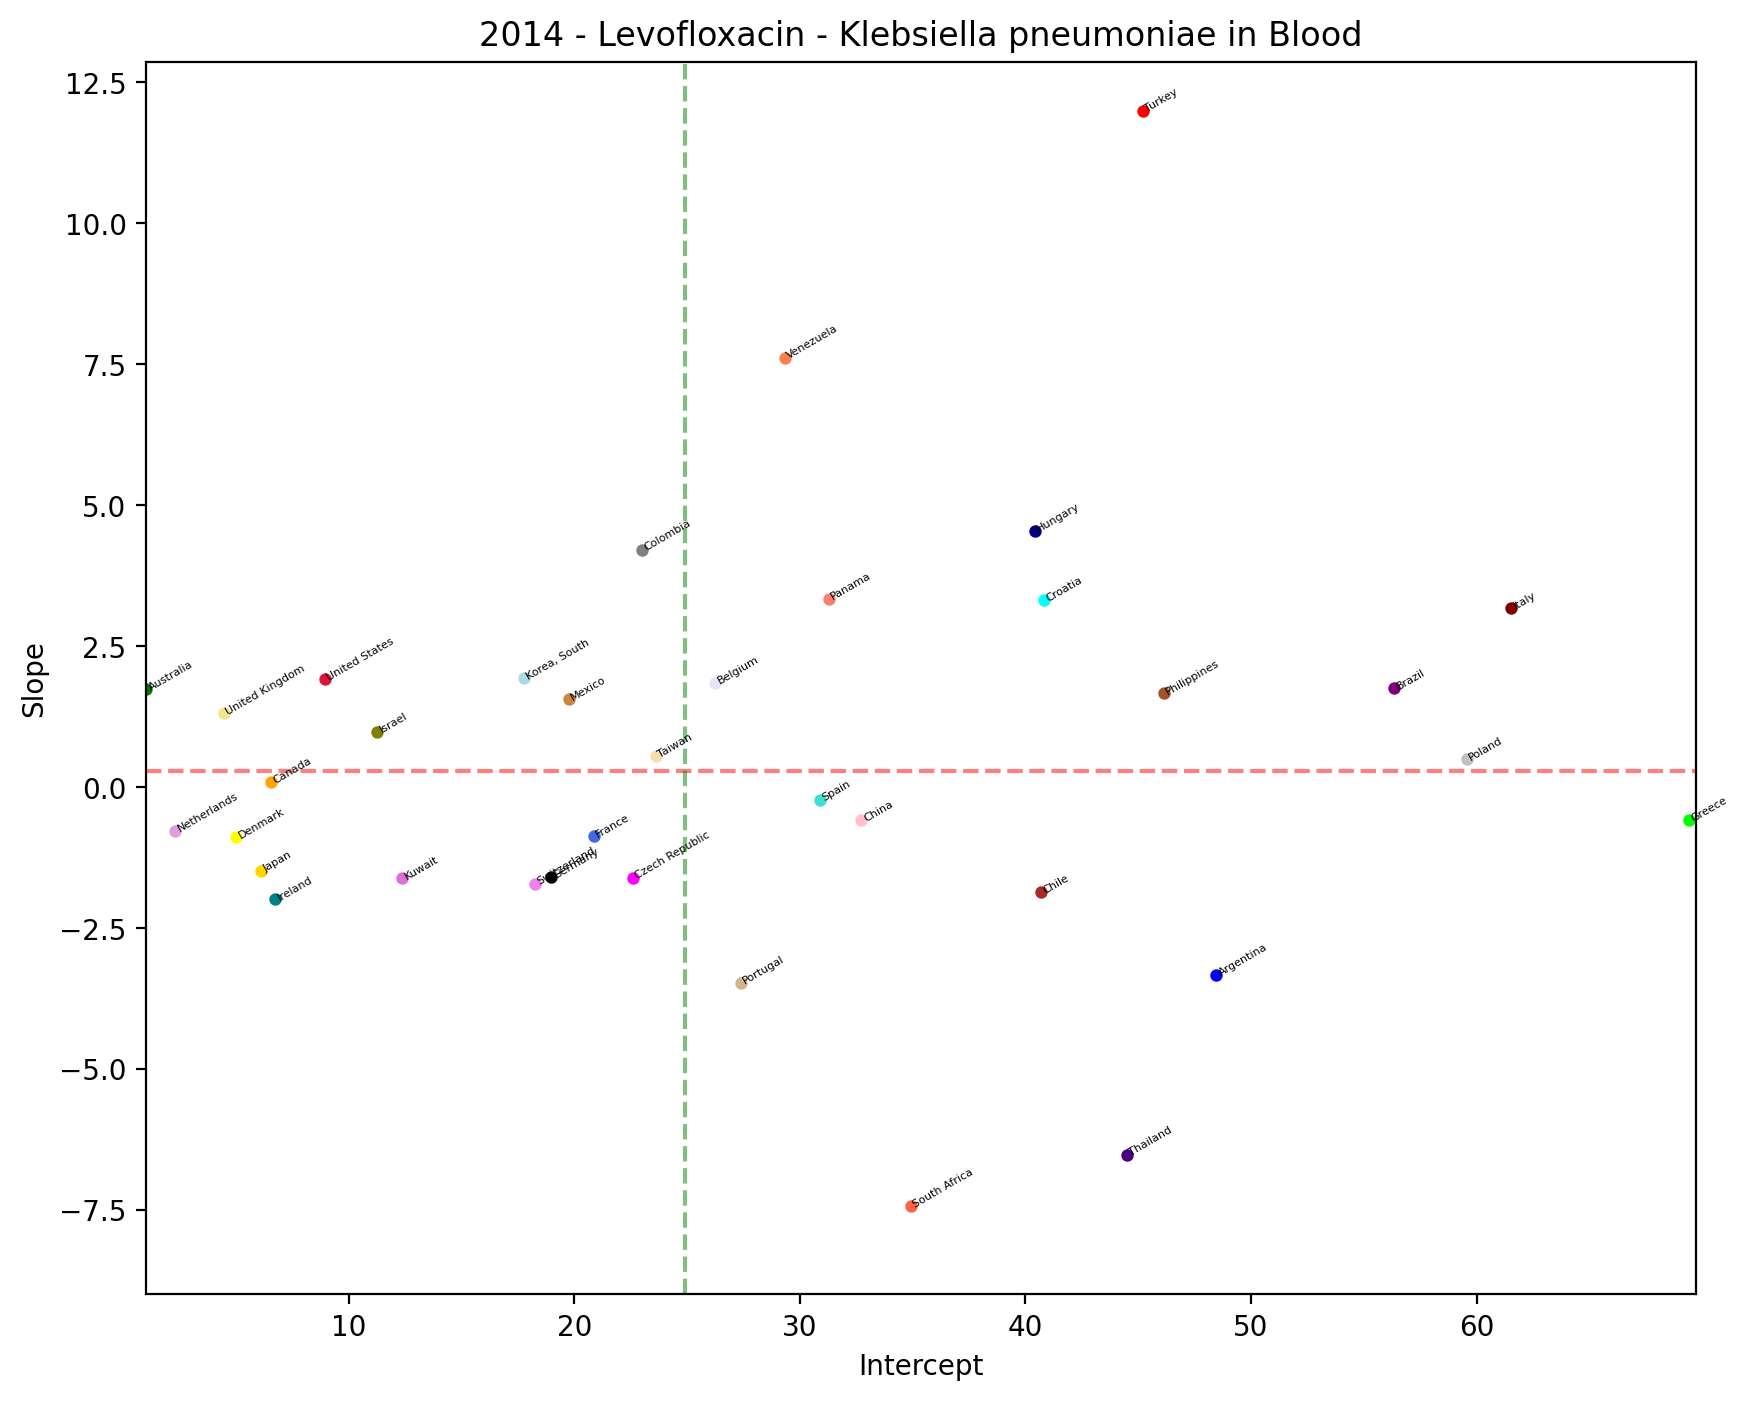 2014 - Levofloxacin - Klebsiella pneumoniae in Blood
12.5
10.0
7.5
5.0
2.5
0.0
−2.5
−5.0
−7.5
Slope
Turkey
Venezuela
Hungary
Colombia
Panama
Croatia
Italy
Australia
United Kingdom
United States
Korea, South
Mexico
Belgium
Philippines
Brazil
Israel
Taiwan
Poland
Canada
Spain
China
Greece
Netherlands
Denmark
France
Japan
Ireland
Kuwait
Switzerland
Germany
Czech Republic
Chile
Portugal
Argentina
Thailand
South Africa
10
20
30
40
50
60
Intercept